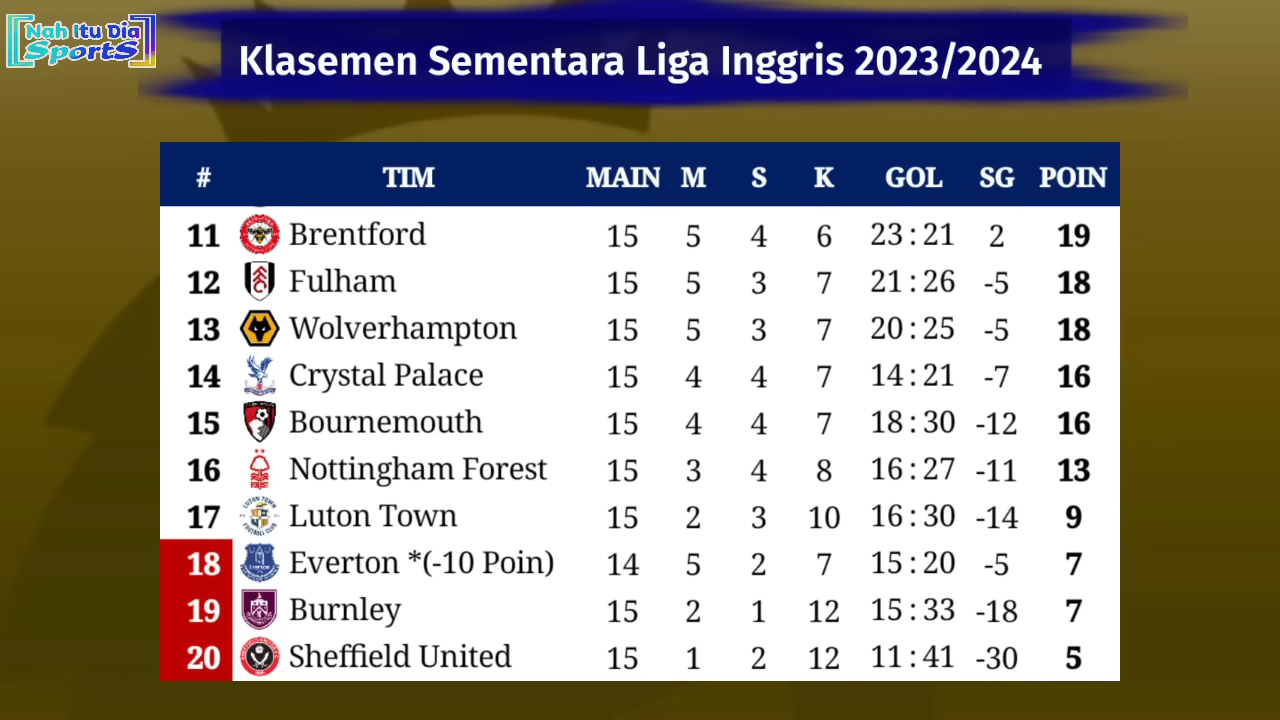 Nah Itu Dia
Sports
Klasemen Sementara Liga Inggris 2023/2024
# TIM MAIN M S K GOL SG POIN
11 Brentford 15 5 4 6 23:21 2 19
12 Fulham 15 5 3 7 21:26 -5 18
13 Wolverhampton 15 5 3 7 20:25 -5 18
14 Crystal Palace 15 4 4 7 14:21 -7 16
15 Bournemouth 15 4 4 7 18:30 -12 16
16 Nottingham Forest 15 3 4 8 16:27 -11 13
17 Luton Town 15 2 3 10 16:30 -14 9
18 Everton *(-10 Poin) 14 5 2 7 15:20 -5 7
19 Burnley 15 2 1 12 15:33 -18 7
20 Sheffield United 15 1 2 12 11:41 -30 5